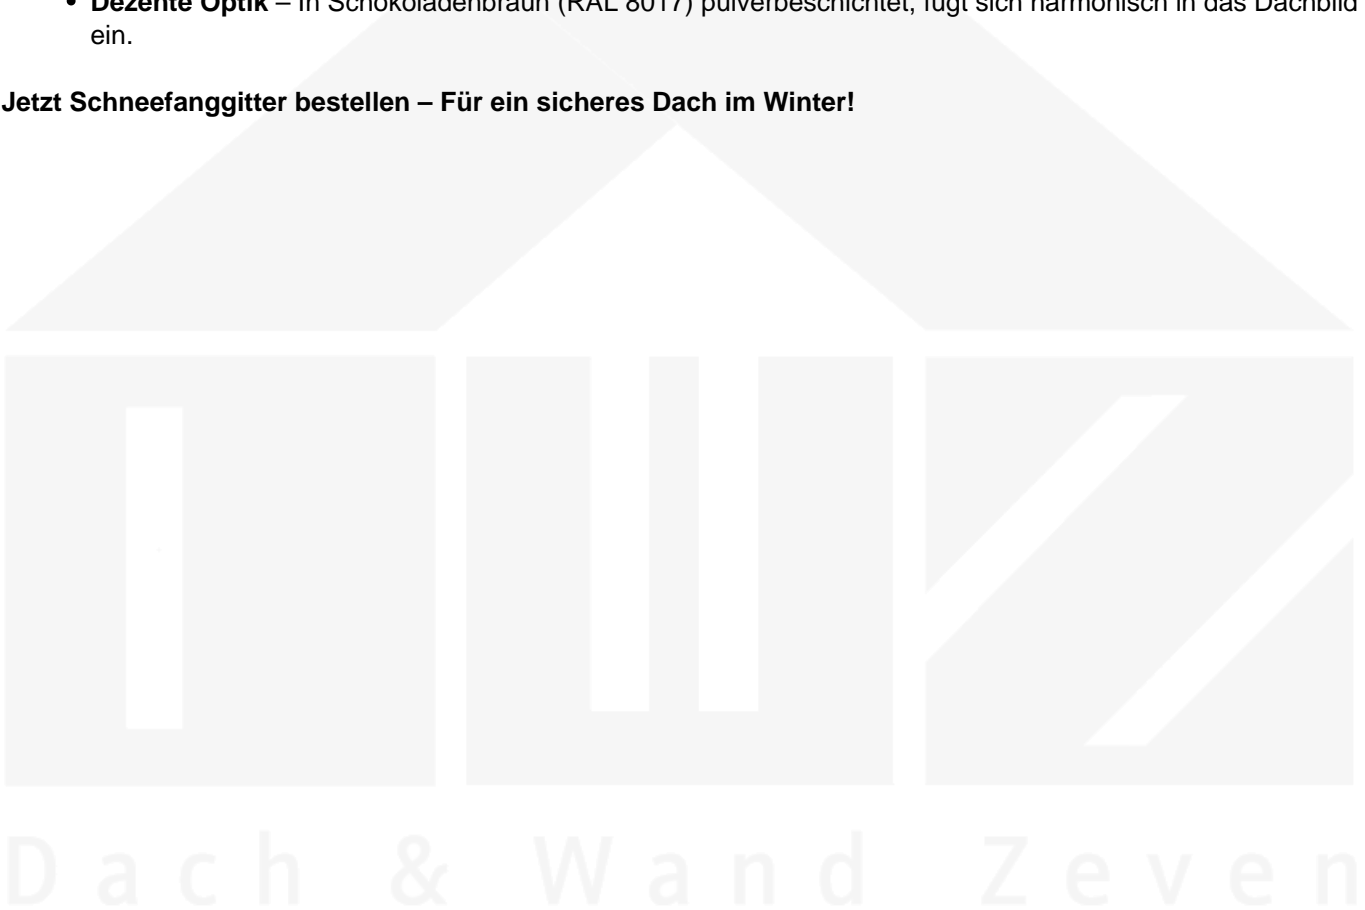 • Dezente Optik – In Schokoladenbraun (RAL 8017) pulverbeschichtet, fügt sich harmonisch in das Dachbild
ein.
Jetzt Schneefanggitter bestellen – Für ein sicheres Dach im Winter!
Dach & Wand Zeven